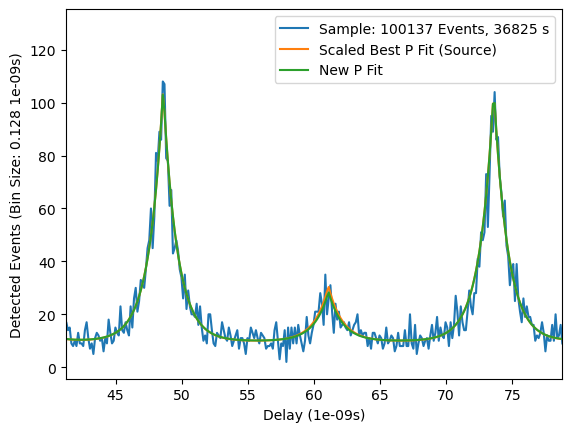 Sample: 100137 Events, 36825 s
Scaled Best P Fit (Source)
New P Fit
Detected Events (Bin Size: 0.128 1e-09s)
120
100
80
60
40
20
0
45 50 55 60 65 70 75
Delay (1e-09s)